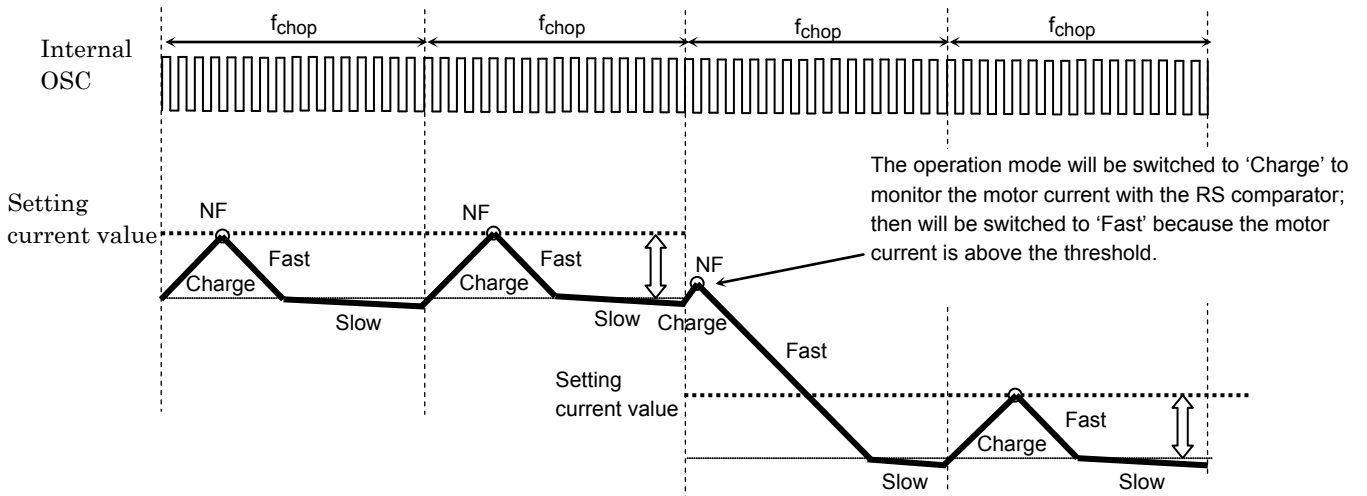 fchop fchop fchop fchop
Internal
OSC
The operation mode will be switched to ‘Charge’ to
monitor the motor current with the RS comparator;
then will be switched to ‘Fast’ because the motor
current is above the threshold.
Setting
current value
NF
Fast
Charge
Slow
NF
Fast
Charge
Slow
NF
Charge
Fast
Slow
Setting
current value
Fast
Charge
Slow